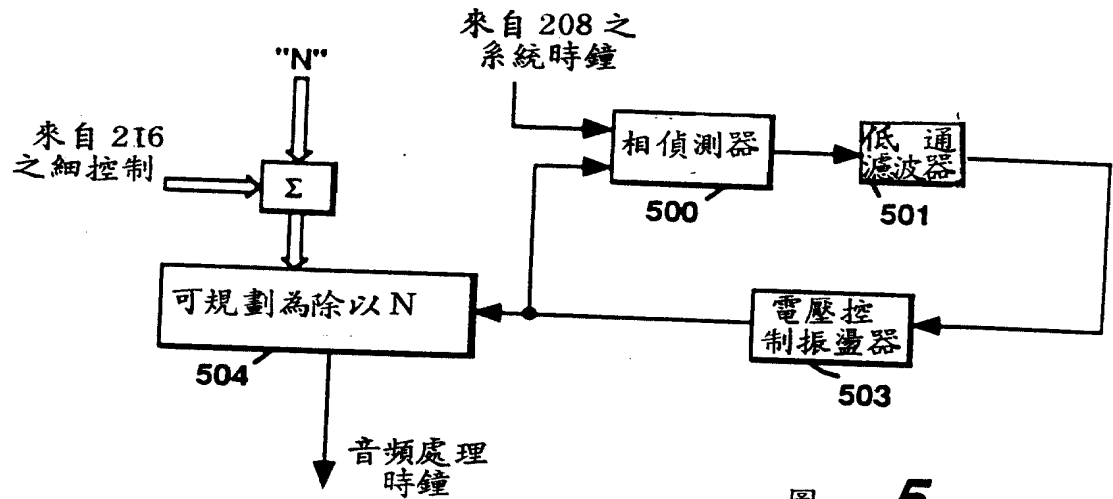 "N"
來自 208 之
系統時鐘
來自 216
之細控制
Σ
相偵測器
500
低通
濾波器
501
可規劃為除以 N
504
電壓控
制振盪器
503
音頻處理
時鐘
圖 5